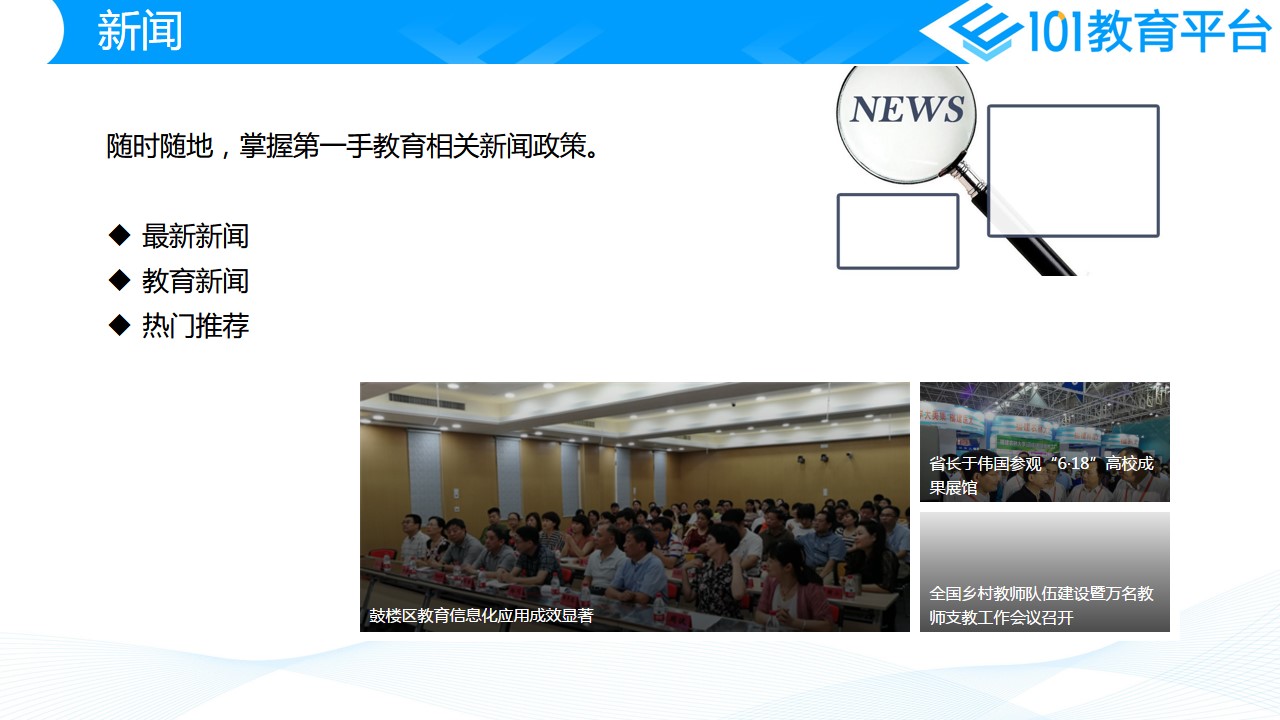 新闻
101教育平台
NEWS
随时随地，掌握第一手教育相关新闻政策。
◆ 最新新闻
◆ 教育新闻
◆ 热门推荐
鼓楼区教育信息化应用成效显著
省长于伟国参观“6·18”高校成
果展馆
全国乡村教师队伍建设暨万名教
师支教工作会议召开